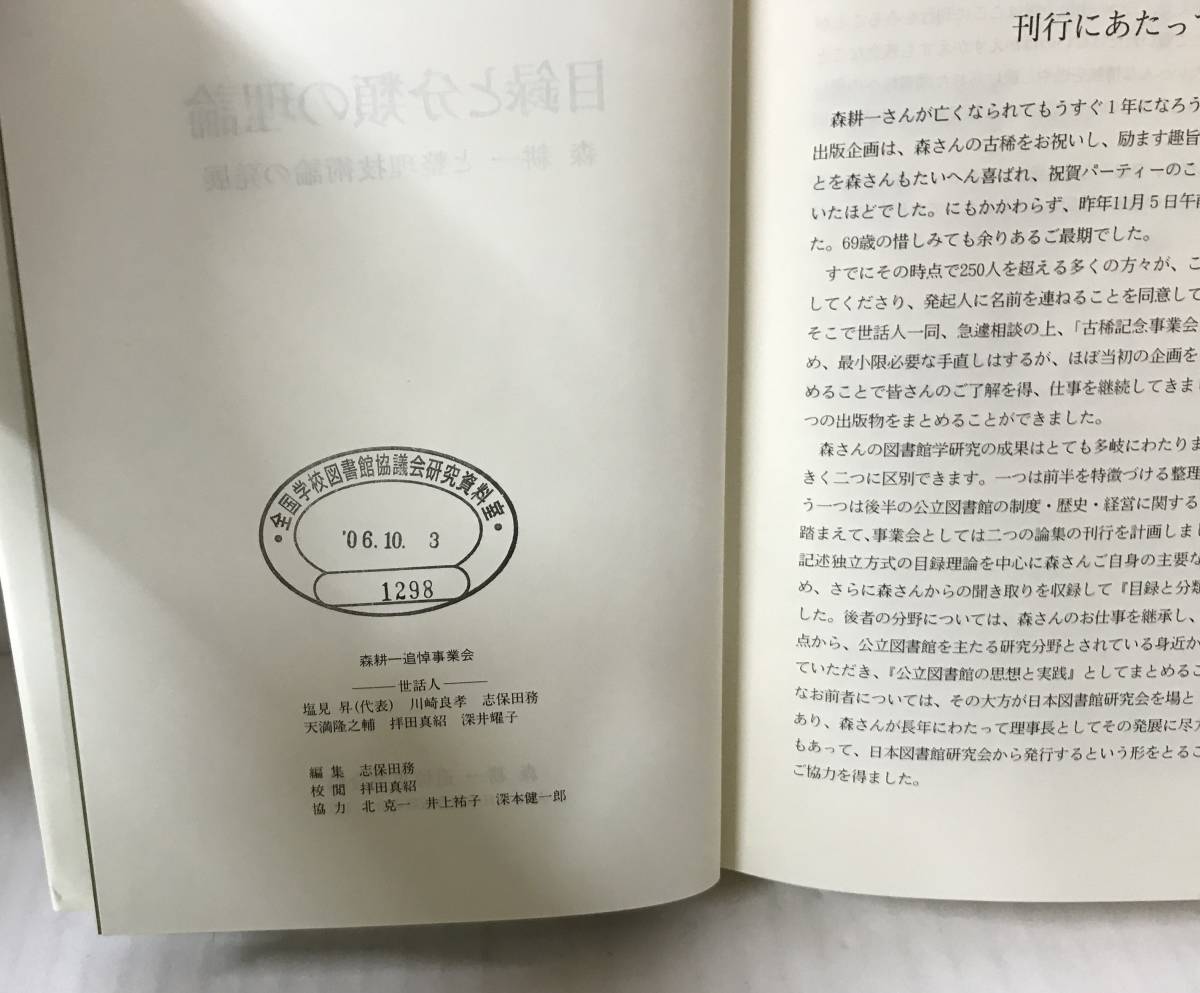 目録と分類の理論
森 耕一と整理技術論の発展
全国学校図書館協議会研究資料室
'06.10. 3
1298
森耕一追悼事業会
世話人
塩見 昇(代表) 川崎良孝 志保田務
天満隆之輔 拝田真紹 深井耀子
編集 志保田務
校閲 拝田真紹
協力 北 克一 井上祐子 深本健一郎
刊行にあたって
森耕一さんが亡くなられてもうすぐ1年になろう
出版企画は、森さんの古稀をお祝いし、励ます趣旨
とを森さんもたいへん喜ばれ、祝賀パーティーのこ
いたほどでした。にもかかわらず、昨年11月5日午前
た。69歳の惜しみても余りあるご最期でした。
すでにその時点で250人を超える多くの方々が、こ
してくださり、発起人に名前を連ねることを同意して
そこで世話人一同、急遽相談の上、「古稀記念事業会
め、最小限必要な手直しはするが、ほぼ当初の企画を
めることで皆さんのご了解を得、仕事を継続してきまし
つの出版物をまとめることができました。
森さんの図書館学研究の成果はとても多岐にわたりま
きく二つに区別できます。一つは前半を特徴づける整理
う一つは後半の公立図書館の制度・歴史・経営に関する
踏まえて、事業会としては二つの論集の刊行を計画しまし
記述独立方式の目録理論を中心に森さんご自身の主要な
め、さらに森さんからの聞き取りを収録して『目録と分類
した。後者の分野については、森さんのお仕事を継承し、
点から、公立図書館を主たる研究分野とされている身近か
ていただき、『公立図書館の思想と実践』としてまとめるこ
なお前者については、その大方が日本図書館研究会を場と
あり、森さんが長年にわたって理事長としてその発展に尽力
もあって、日本図書館研究会から発行するという形をとるこ
ご協力を得ました。